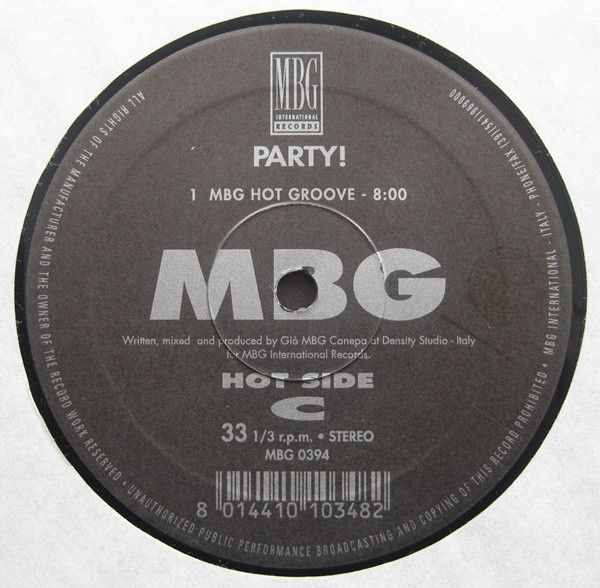 MBG
INTERNATIONAL
RECORDS
PARTY!
1 MBG HOT GROOVE - 8:00
MBG
Written, mixed and produced by Giò MBG Canepa at Density Studio - Italy
for MBG International Records.
HOT SIDE
C
33 1/3 r.p.m. • STEREO
MBG 0394
8 014410 103482
ALL RIGHTS OF THE MANUFACTURER AND THE OWNER OF THE RECORD WORK RESERVED • UNAUTHORIZED PUBLIC PERFORMANCE BROADCASTING AND COPYING OF THIS RECORD PROHIBITED • MBG INTERNATIONAL - ITALY - PHONE/FAX (39)(541)969000